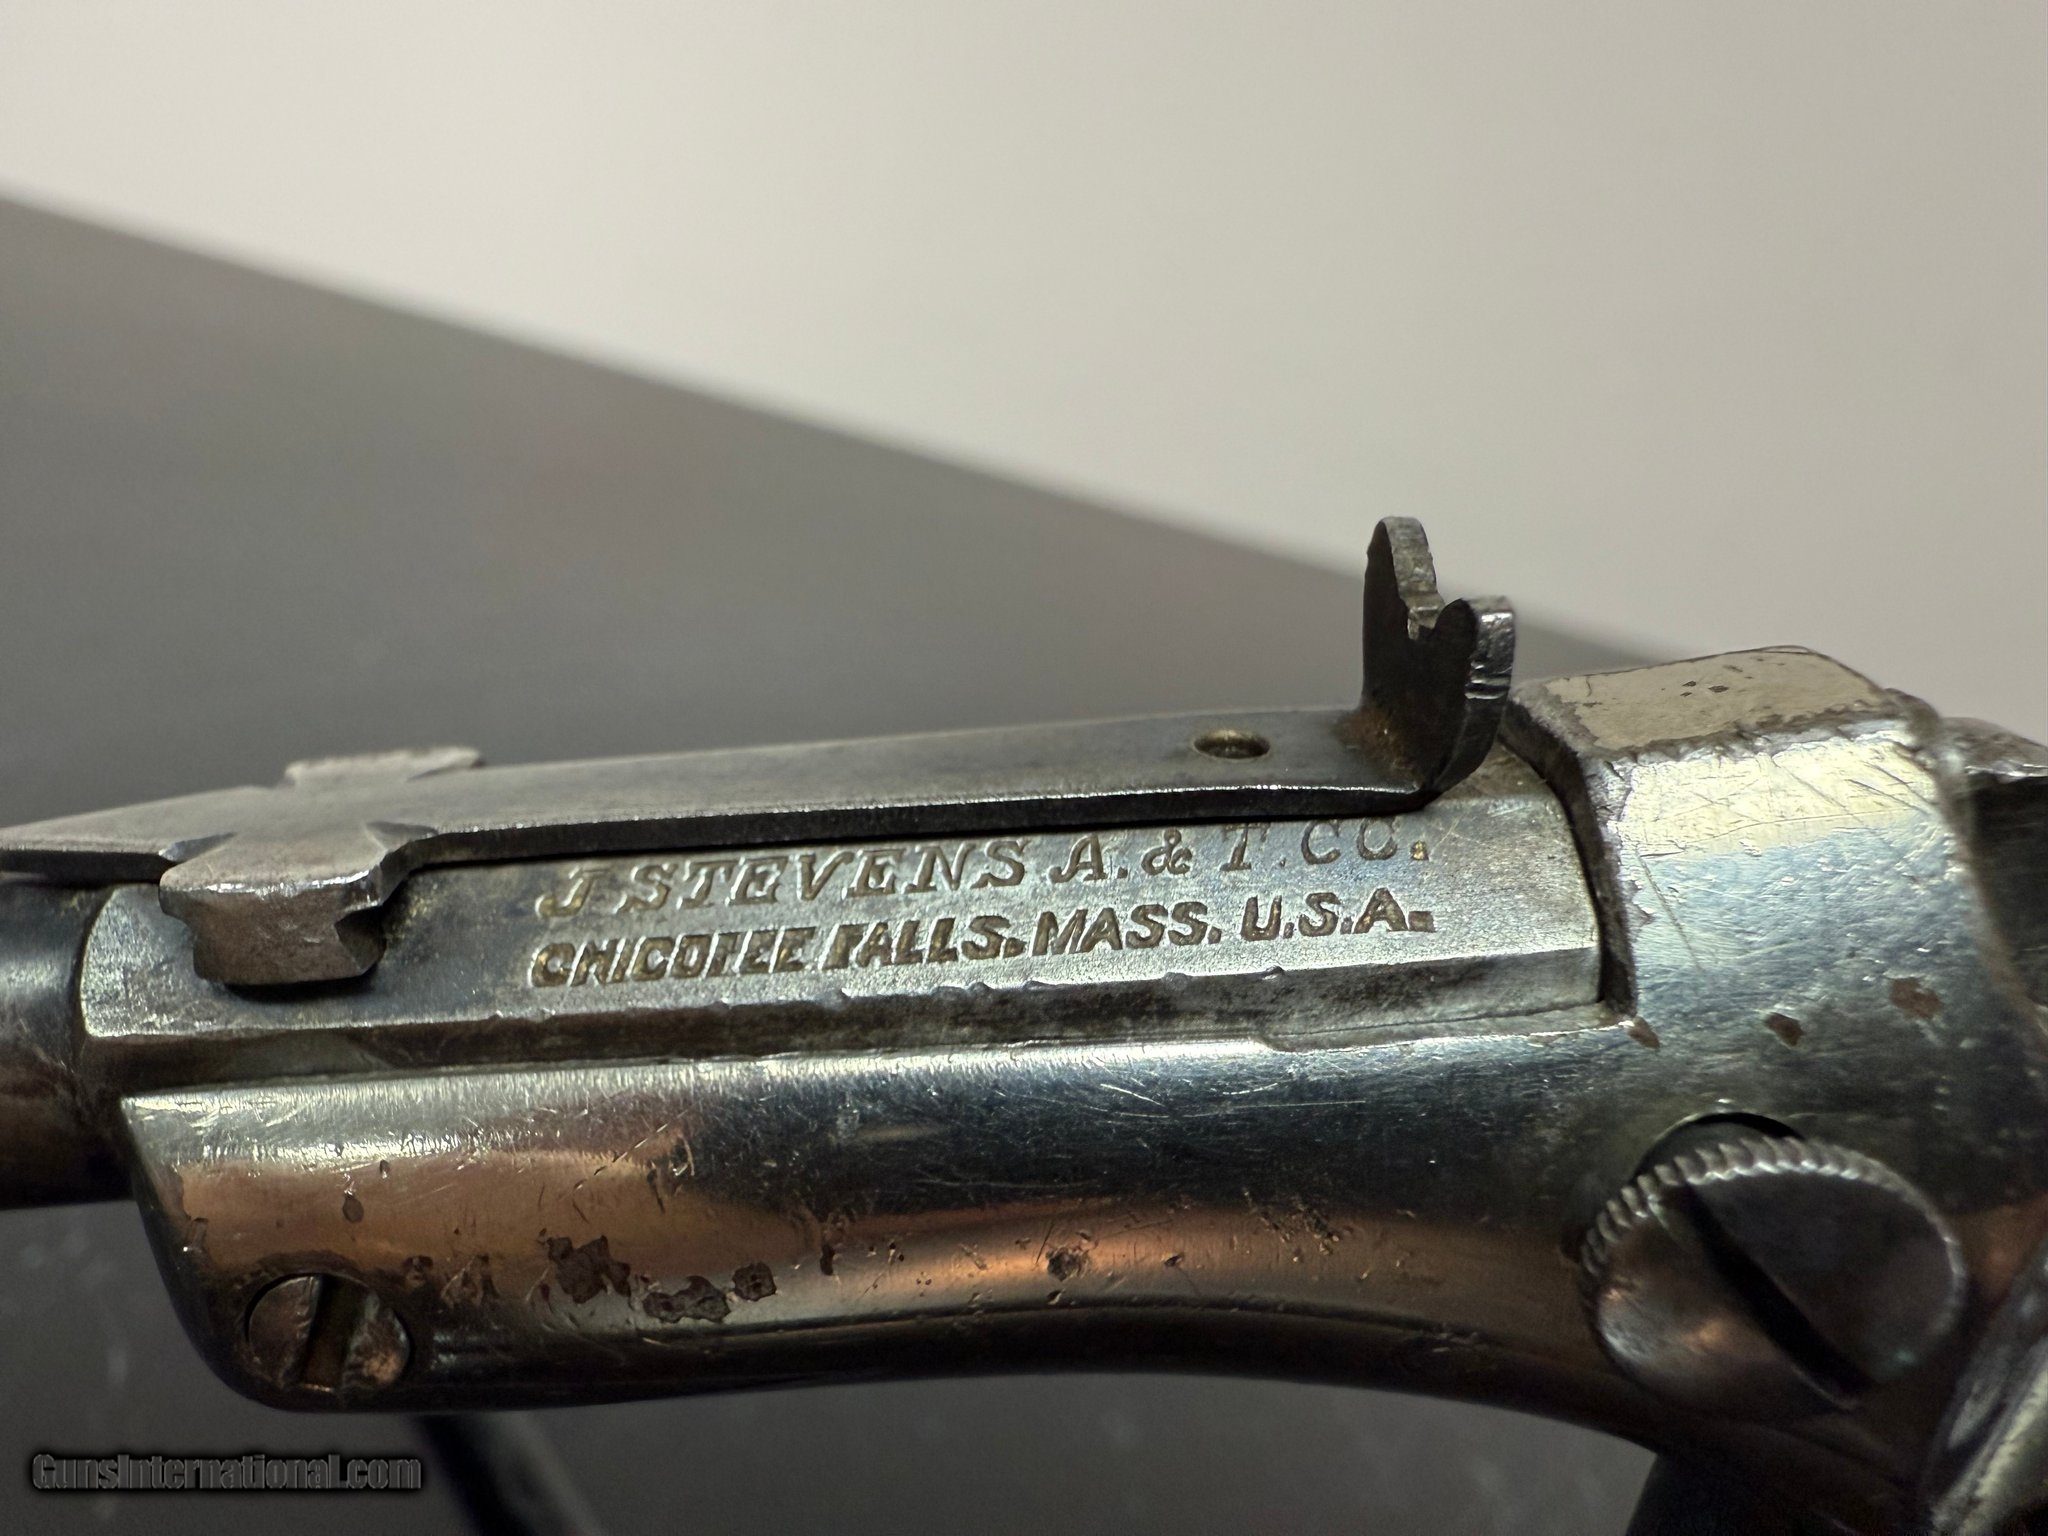 J. STEVENS A. & T. CO.
CHICOPEE FALLS. MASS. U.S.A.
GunsInternational.com